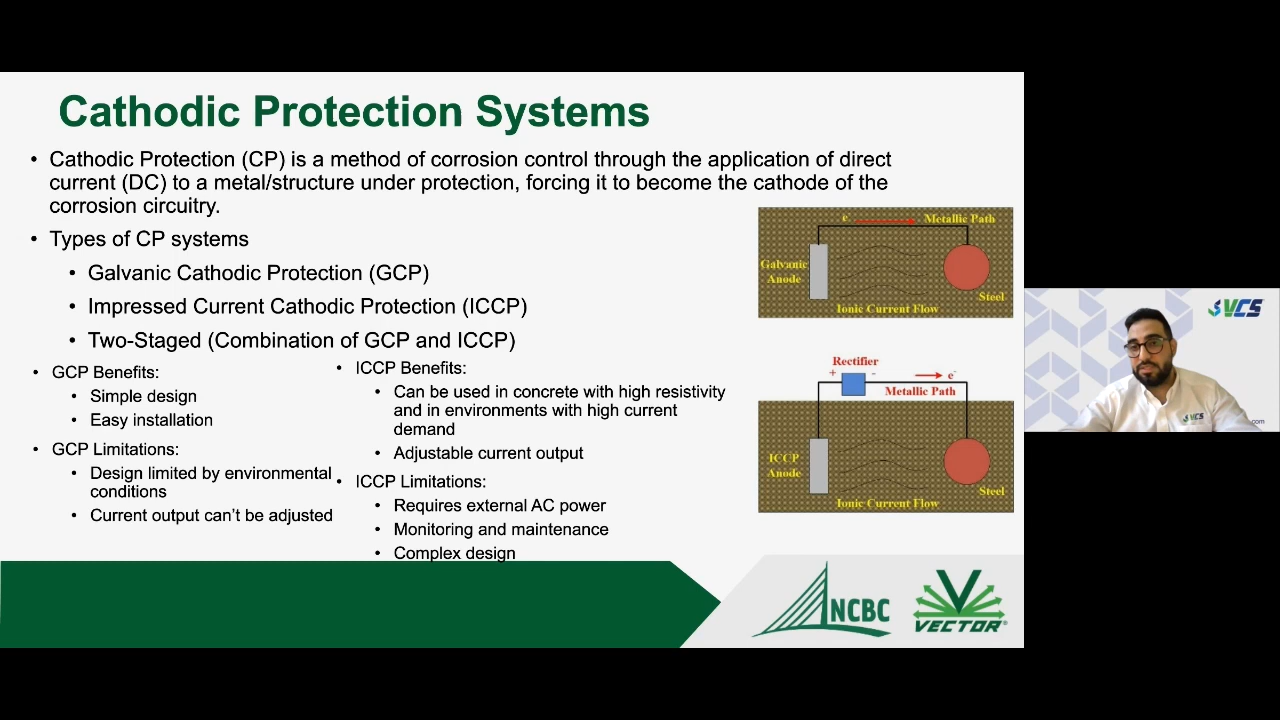 Cathodic Protection Systems
• Cathodic Protection (CP) is a method of corrosion control through the application of direct
current (DC) to a metal/structure under protection, forcing it to become the cathode of the
corrosion circuitry.
• Types of CP systems
• Galvanic Cathodic Protection (GCP)
• Impressed Current Cathodic Protection (ICCP)
• Two-Staged (Combination of GCP and ICCP)
• GCP Benefits:
• Simple design
• Easy installation
• GCP Limitations:
• Design limited by environmental
conditions
• Current output can't be adjusted
• ICCP Benefits:
• Can be used in concrete with high resistivity
and in environments with high current
demand
• Adjustable current output
• ICCP Limitations:
• Requires external AC power
• Monitoring and maintenance
• Complex design
e-
Metallic Path
Galvanic
Anode
Steel
Ionic Current Flow
Rectifier
+ -
e-
Metallic Path
ICCP
Anode
Steel
Ionic Current Flow
NCBC
VECTOR®
VCS
VCS
.com